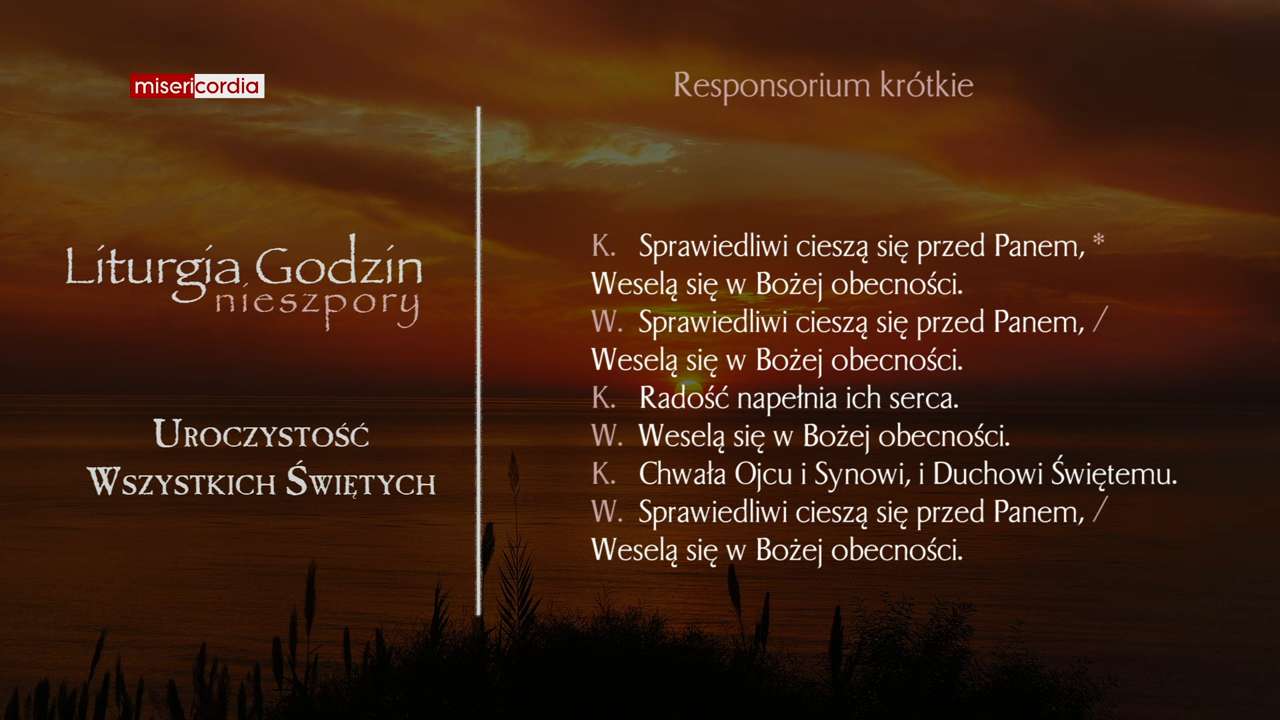 misericordia
Liturgia Godzin
nieszpory
Uroczystość
Wszystkich Świętych
Responsorium krótkie
K. Sprawiedliwi cieszą się przed Panem, *
Weselą się w Bożej obecności.
W. Sprawiedliwi cieszą się przed Panem, /
Weselą się w Bożej obecności.
K. Radość napełnia ich serca.
W. Weselą się w Bożej obecności.
K. Chwała Ojcu i Synowi, i Duchowi Świętemu.
W. Sprawiedliwi cieszą się przed Panem, /
Weselą się w Bożej obecności.